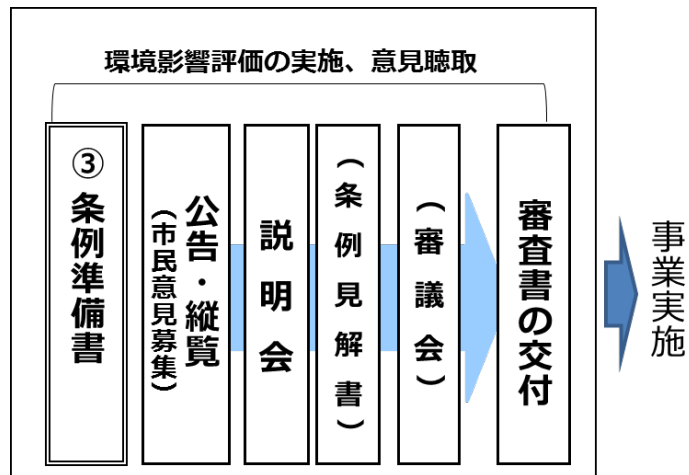 環境影響評価の実施、意見聴取
③条例準備書
公告・縦覧
（市民意見募集）
説明会
（条例見解書）
（審議会）
審査書の交付
事業実施